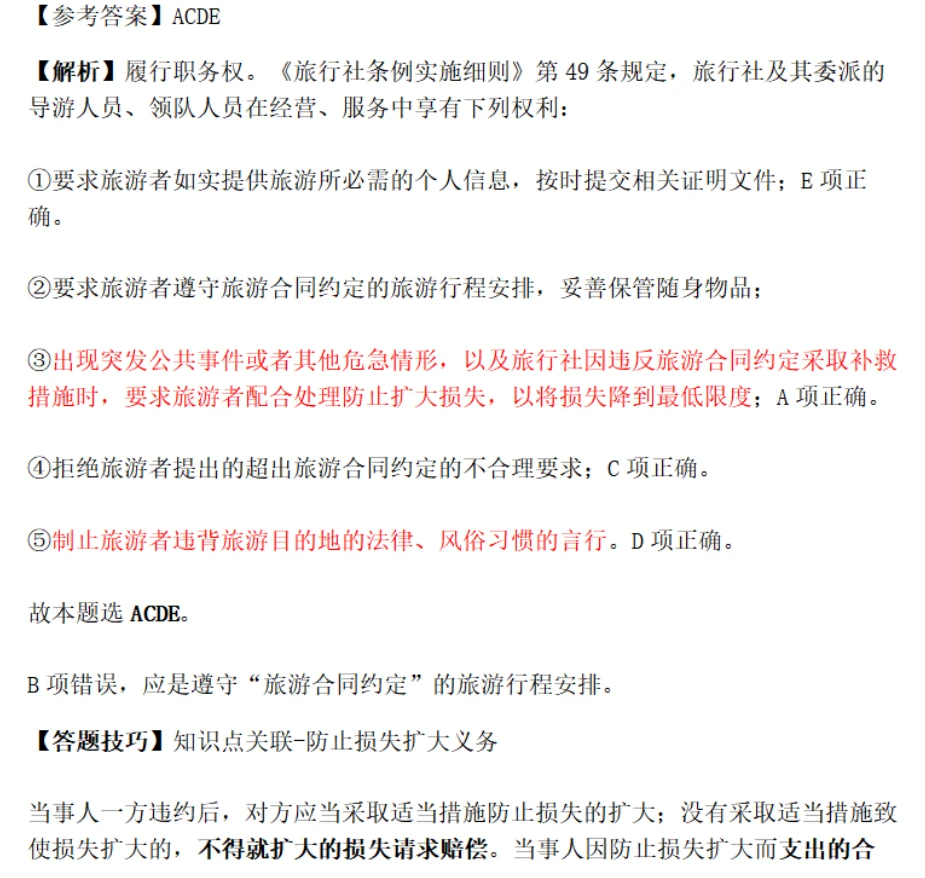 【参考答案】ACDE
【解析】履行职务权。《旅行社条例实施细则》第 49 条规定，旅行社及其委派的
导游人员、领队人员在经营、服务中享有下列权利：
①要求旅游者如实提供旅游所必需的个人信息，按时提交相关证明文件；E 项正
确。
②要求旅游者遵守旅游合同约定的旅游行程安排，妥善保管随身物品；
③出现突发公共事件或者其他危急情形，以及旅行社因违反旅游合同约定采取补救
措施时，要求旅游者配合处理防止扩大损失，以将损失降到最低限度；A 项正确。
④拒绝旅游者提出的超出旅游合同约定的不合理要求；C 项正确。
⑤制止旅游者违背旅游目的地的法律、风俗习惯的言行。D 项正确。
故本题选 ACDE。
B 项错误，应是遵守“旅游合同约定”的旅游行程安排。
【答题技巧】知识点关联-防止损失扩大义务
当事人一方违约后，对方应当采取适当措施防止损失的扩大；没有采取适当措施致
使损失扩大的，不得就扩大的损失请求赔偿。当事人因防止损失扩大而支出的合